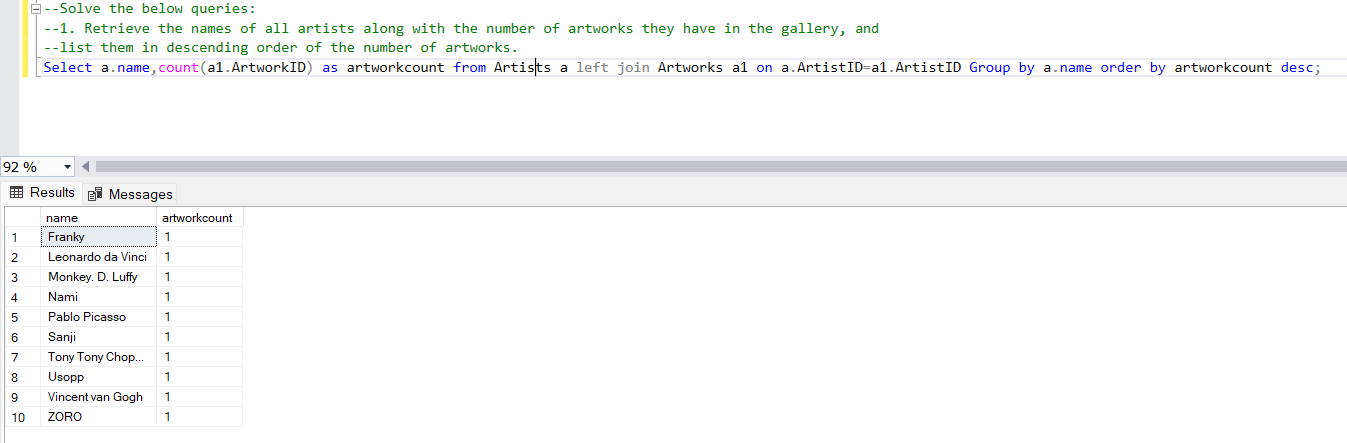 --Solve the below queries:
--1. Retrieve the names of all artists along with the number of artworks they have in the gallery, and
--list them in descending order of the number of artworks.
Select a.name,count(a1.ArtworkID) as artworkcount from Artists a left join Artworks a1 on a.ArtistID=a1.ArtistID Group by a.name order by artworkcount desc;
92 %
Results Messages
name artworkcount
1 Franky 1
2 Leonardo da Vinci 1
3 Monkey. D. Luffy 1
4 Nami 1
5 Pablo Picasso 1
6 Sanji 1
7 Tony Tony Chop... 1
8 Usopp 1
9 Vincent van Gogh 1
10 ZORO 1